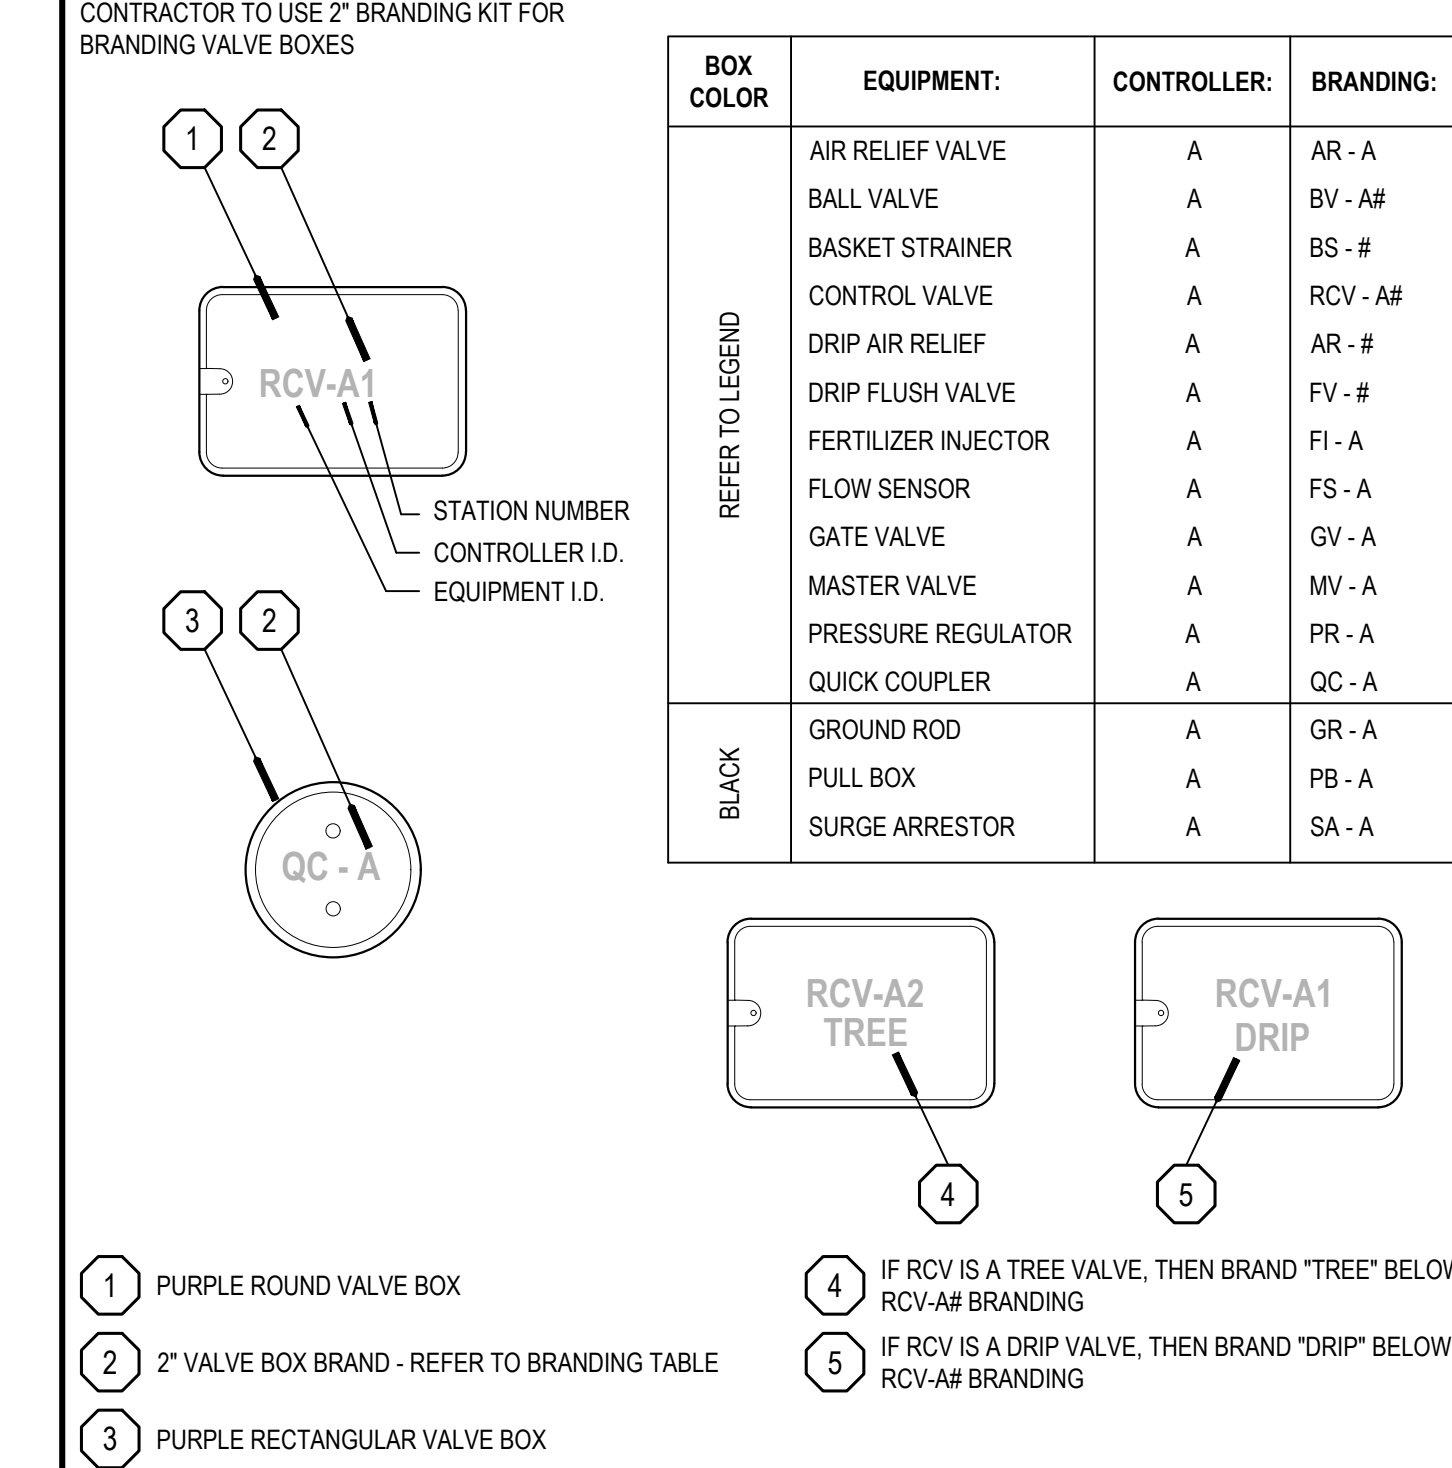 CONTRACTOR TO USE 2" BRANDING KIT FOR
BRANDING VALVE BOXES
1 2
RCV-A1
STATION NUMBER
CONTROLLER I.D.
EQUIPMENT I.D.
3 2
QC - A
BOX COLOR EQUIPMENT: CONTROLLER: BRANDING:
REFER TO LEGEND
AIR RELIEF VALVE A AR - A
BALL VALVE A BV - A#
BASKET STRAINER A BS - #
CONTROL VALVE A RCV - A#
DRIP AIR RELIEF A AR - #
DRIP FLUSH VALVE A FV - #
FERTILIZER INJECTOR A FI - A
FLOW SENSOR A FS - A
GATE VALVE A GV - A
MASTER VALVE A MV - A
PRESSURE REGULATOR A PR - A
QUICK COUPLER A QC - A
BLACK
GROUND ROD A GR - A
PULL BOX A PB - A
SURGE ARRESTOR A SA - A
RCV-A2
TREE
4
RCV-A1
DRIP
5
1 PURPLE ROUND VALVE BOX
2 2" VALVE BOX BRAND - REFER TO BRANDING TABLE
3 PURPLE RECTANGULAR VALVE BOX
4 IF RCV IS A TREE VALVE, THEN BRAND "TREE" BELOW
RCV-A# BRANDING
5 IF RCV IS A DRIP VALVE, THEN BRAND "DRIP" BELOW
RCV-A# BRANDING